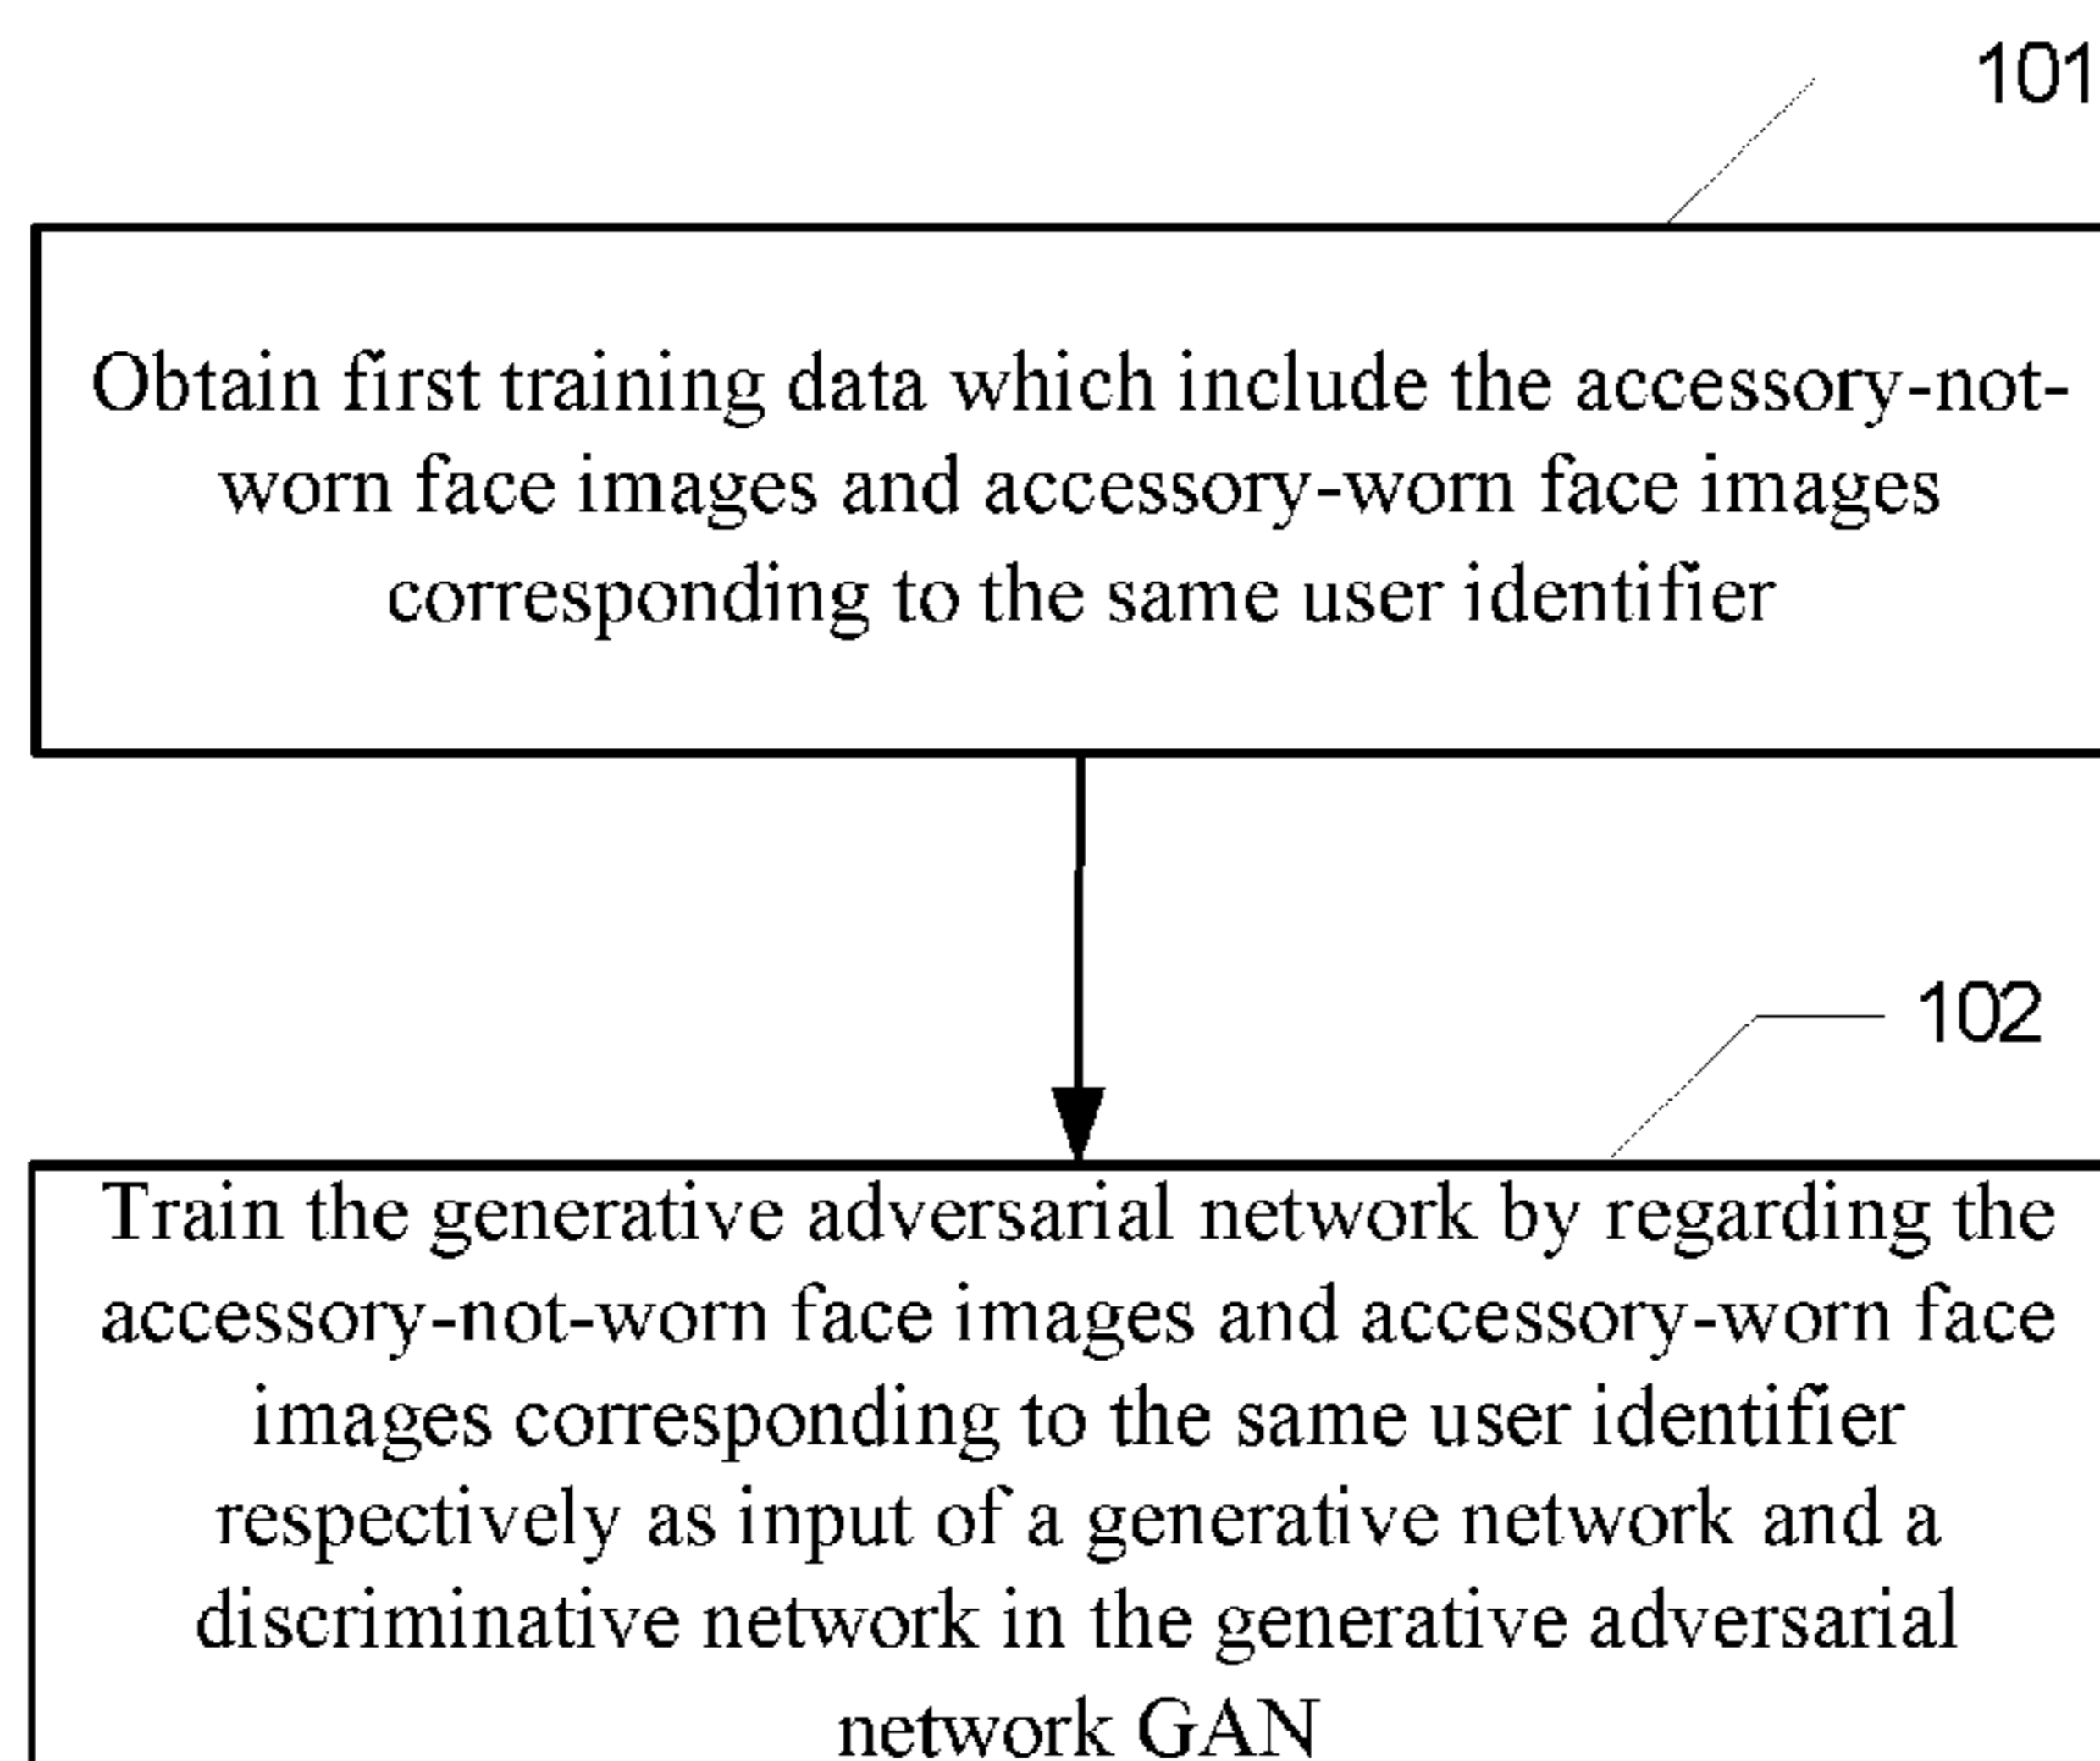 101
Obtain first training data which include the accessory-not-
worn face images and accessory-worn face images
corresponding to the same user identifier
102
Train the generative adversarial network by regarding the
accessory-not-worn face images and accessory-worn face
images corresponding to the same user identifier
respectively as input of a generative network and a
discriminative network in the generative adversarial
network GAN